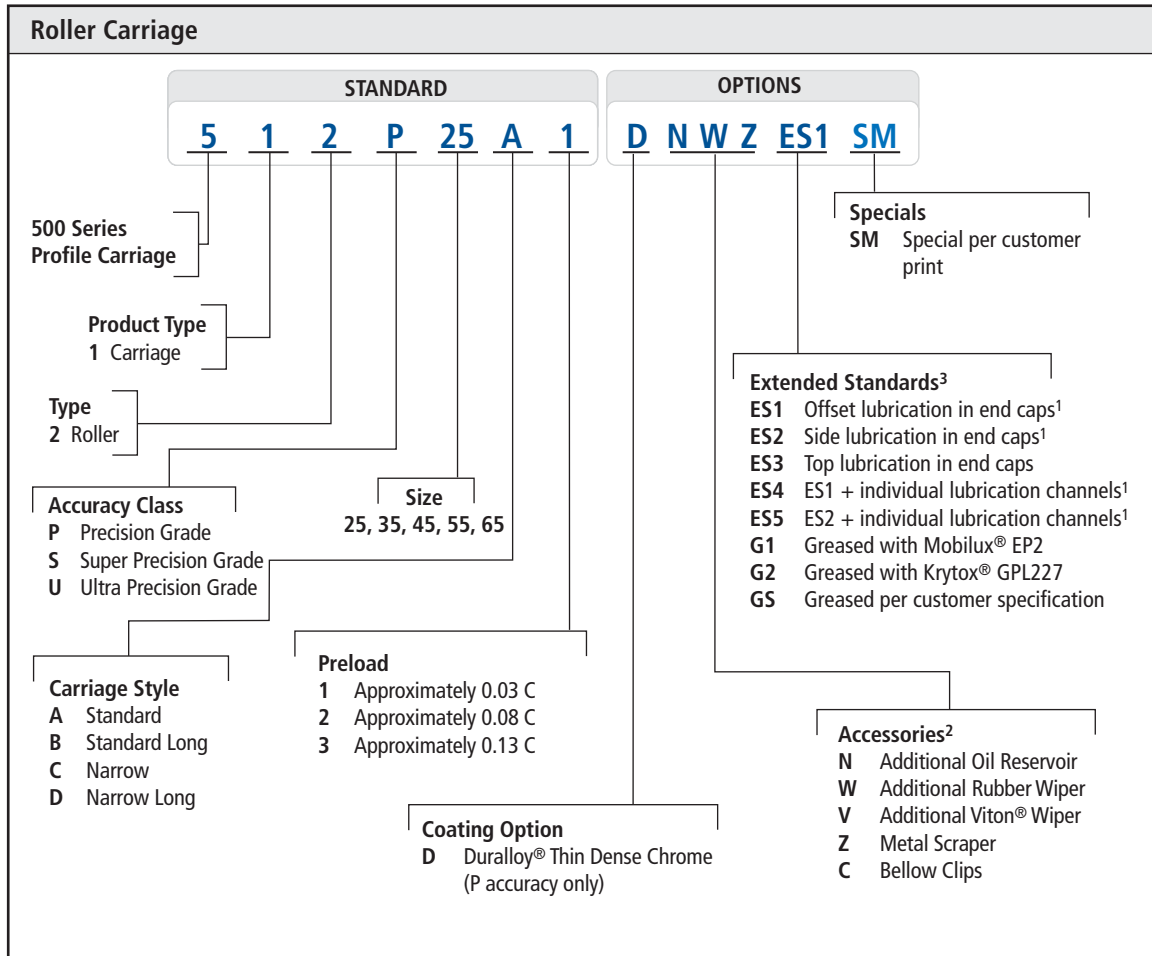 Roller Carriage
STANDARD
OPTIONS
5 1 2 P 25 A 1 D N W Z ES1 SM
500 Series
Profile Carriage
Product Type
1 Carriage
Type
2 Roller
Accuracy Class
P Precision Grade
S Super Precision Grade
U Ultra Precision Grade
Size
25, 35, 45, 55, 65
Carriage Style
A Standard
B Standard Long
C Narrow
D Narrow Long
Preload
1 Approximately 0.03 C
2 Approximately 0.08 C
3 Approximately 0.13 C
Coating Option
D Duralloy® Thin Dense Chrome
(P accuracy only)
Specials
SM Special per customer
print
Extended Standards³
ES1 Offset lubrication in end caps¹
ES2 Side lubrication in end caps¹
ES3 Top lubrication in end caps
ES4 ES1 + individual lubrication channels¹
ES5 ES2 + individual lubrication channels¹
G1 Greased with Mobilux® EP2
G2 Greased with Krytox® GPL227
GS Greased per customer specification
Accessories²
N Additional Oil Reservoir
W Additional Rubber Wiper
V Additional Viton® Wiper
Z Metal Scraper
C Bellow Clips